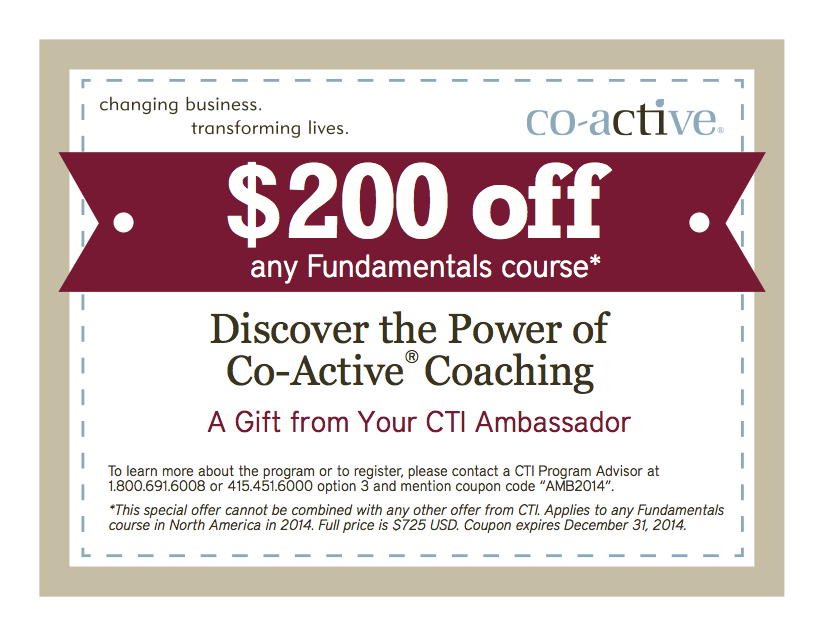 changing business.
transforming lives.
co-active®
$200 off
any Fundamentals course*
Discover the Power of
Co-Active® Coaching
A Gift from Your CTI Ambassador
To learn more about the program or to register, please contact a CTI Program Advisor at
1.800.691.6008 or 415.451.6000 option 3 and mention coupon code “AMB2014”.
*This special offer cannot be combined with any other offer from CTI. Applies to any Fundamentals
course in North America in 2014. Full price is $725 USD. Coupon expires December 31, 2014.